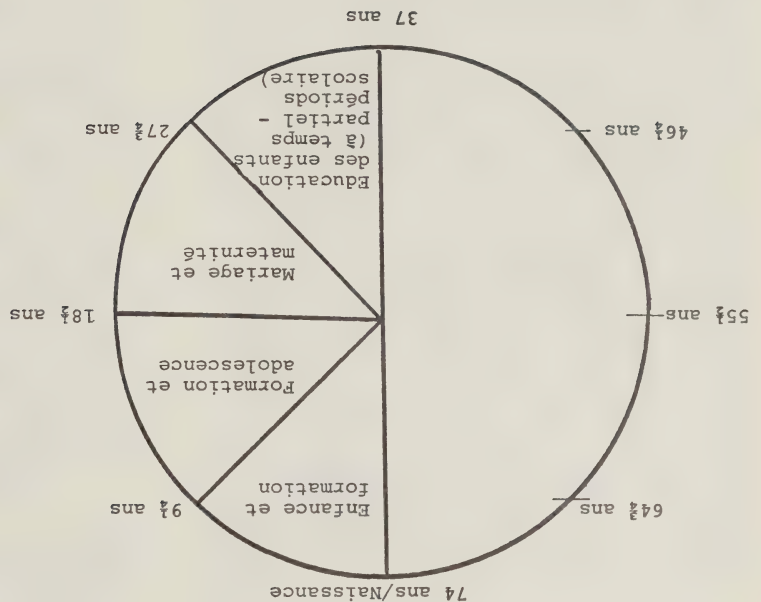 74 ans/Naissance
64¾ ans
Enfance et
formation
9¼ ans
Formation et
adolescence
55½ ans
18½ ans
Mariage et
maternité
46¼ ans
27¾ ans
Education
des enfants
(à temps
partiel -
périods
scolaire)
37 ans